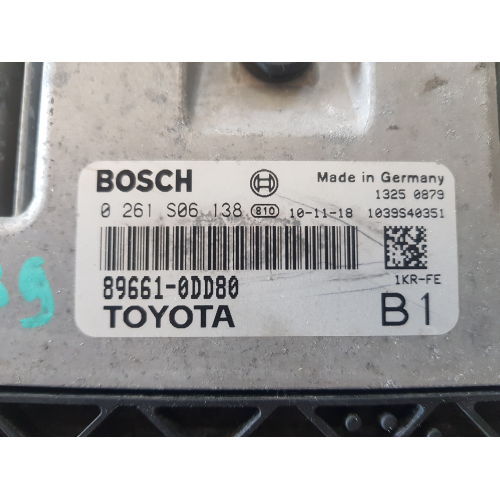 BOSCH Made in Germany
1325 0879
0 261 S06 138 810 10-11-18 1039S40351
89661-0DD80 1KR-FE
TOYOTA B1